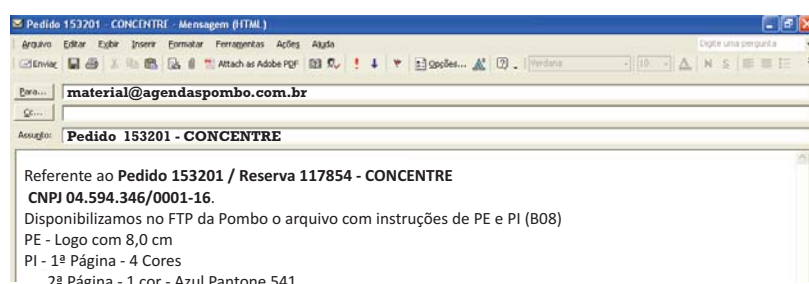 Pedido 153201 - CONCENTRE - Mensagem (HTML)
Arquivo Editar Exibir Inserir Formatar Ferramentas Ações Ajuda Digite uma pergunta
Enviar Attach as Adobe PDF Opções... Verdana 10 A N S
Para... material@agendaspombo.com.br
Cc...
Assunto: Pedido 153201 - CONCENTRE
Referente ao Pedido 153201 / Reserva 117854 - CONCENTRE
CNPJ 04.594.346/0001-16.
Disponibilizamos no FTP da Pombo o arquivo com instruções de PE e PI (B08)
PE - Logo com 8,0 cm
PI - 1ª Página - 4 Cores
2ª Página - 1 cor - Azul Pantone 541